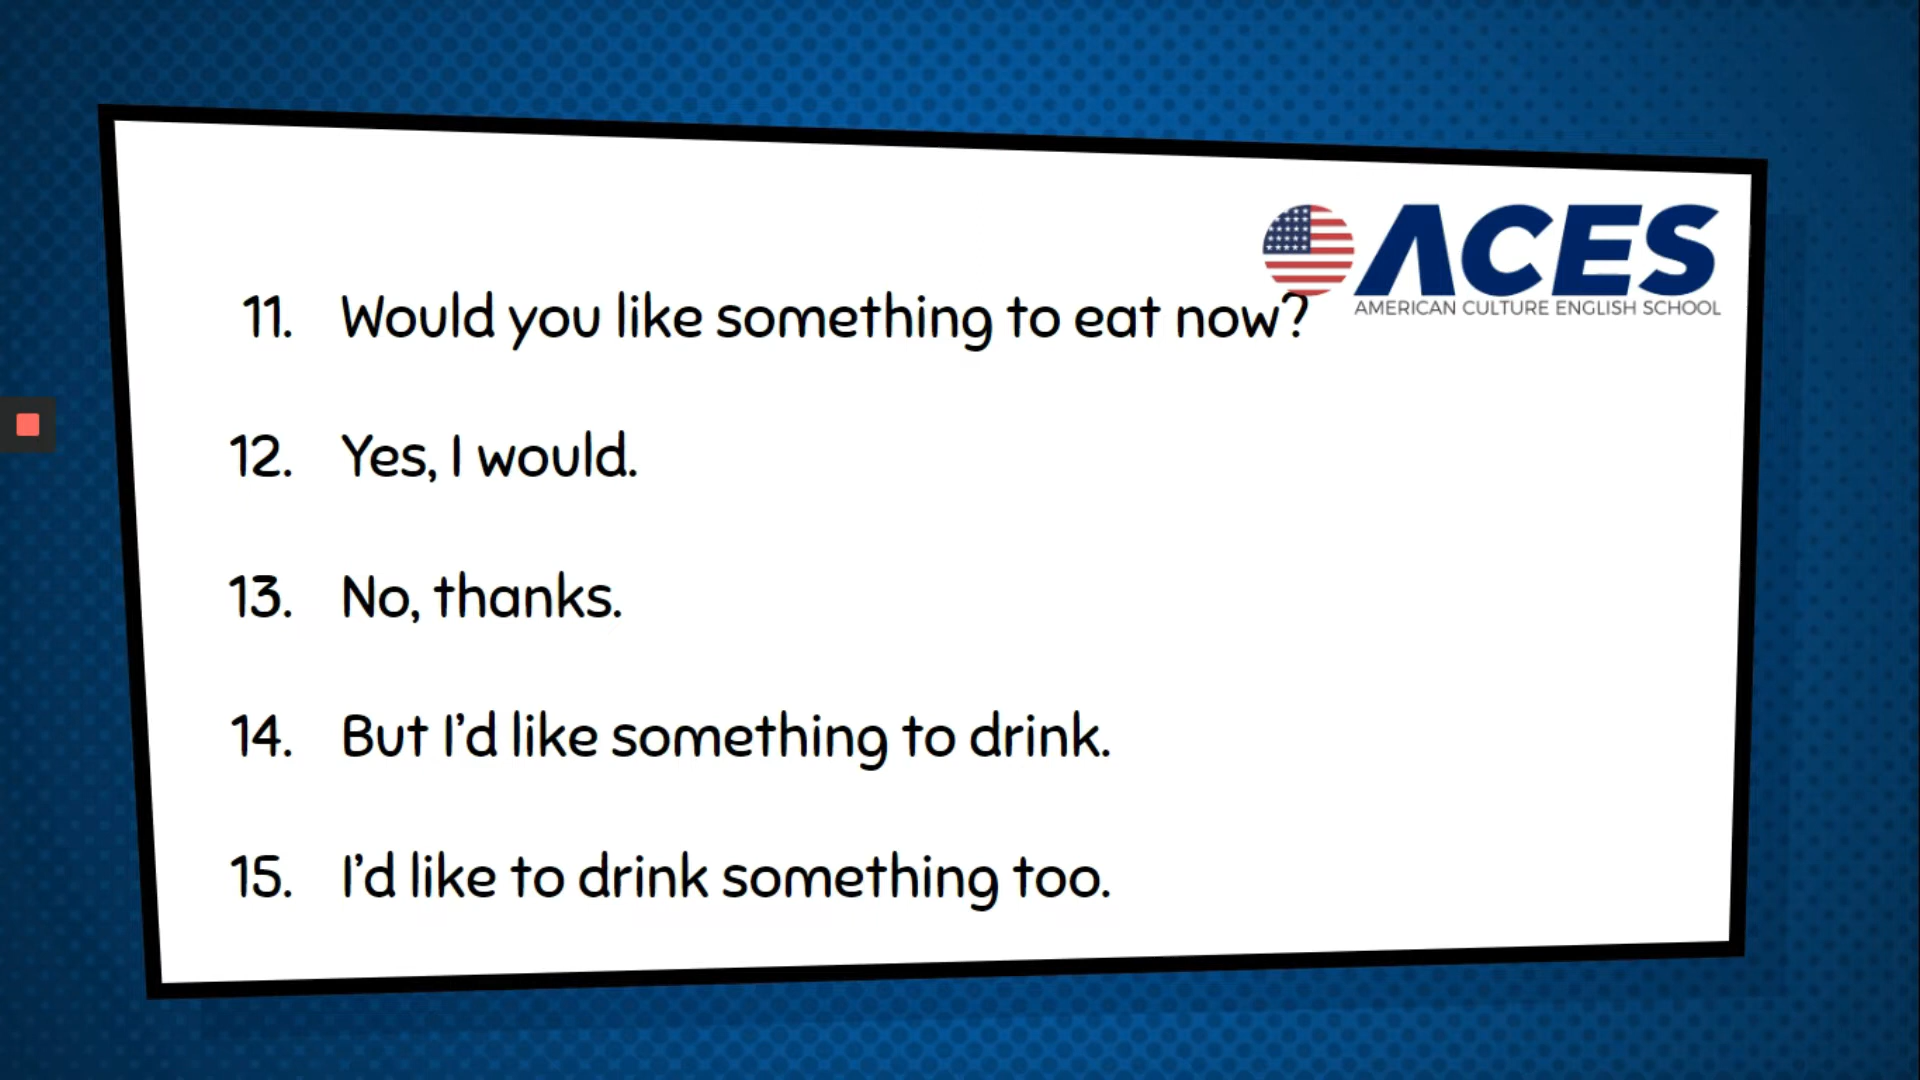 ACES
AMERICAN CULTURE ENGLISH SCHOOL
11. Would you like something to eat now?
12. Yes, I would.
13. No, thanks.
14. But I’d like something to drink.
15. I’d like to drink something too.